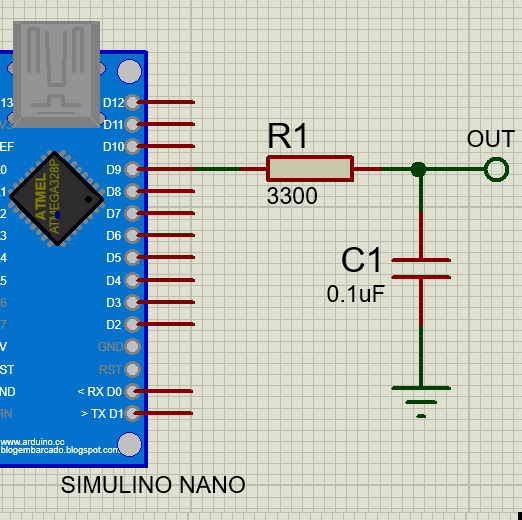 13
D12
V3
D11
EF
D10
0
D9
1
D8
2
D7
3
D6
4
D5
5
D4
6
D3
7
D2
V
GND
ST
RST
ND
< RX D0
IN
> TX D1
ATMEL
ATMEGA328P
www.arduino.cc
blogembarcado.blogspot.com
SIMULINO NANO
R1
3300
OUT
C1
0.1uF